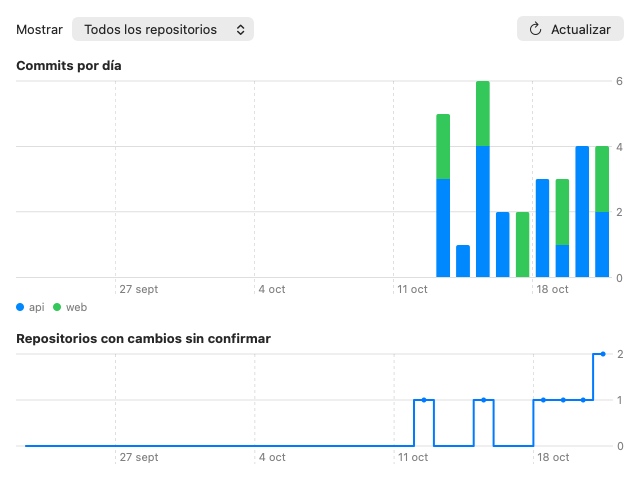 Mostrar Todos los repositorios Actualizar
Commits por día
6
4
2
0
27 sept 4 oct 11 oct 18 oct
api web
Repositorios con cambios sin confirmar
2
1
0
27 sept 4 oct 11 oct 18 oct